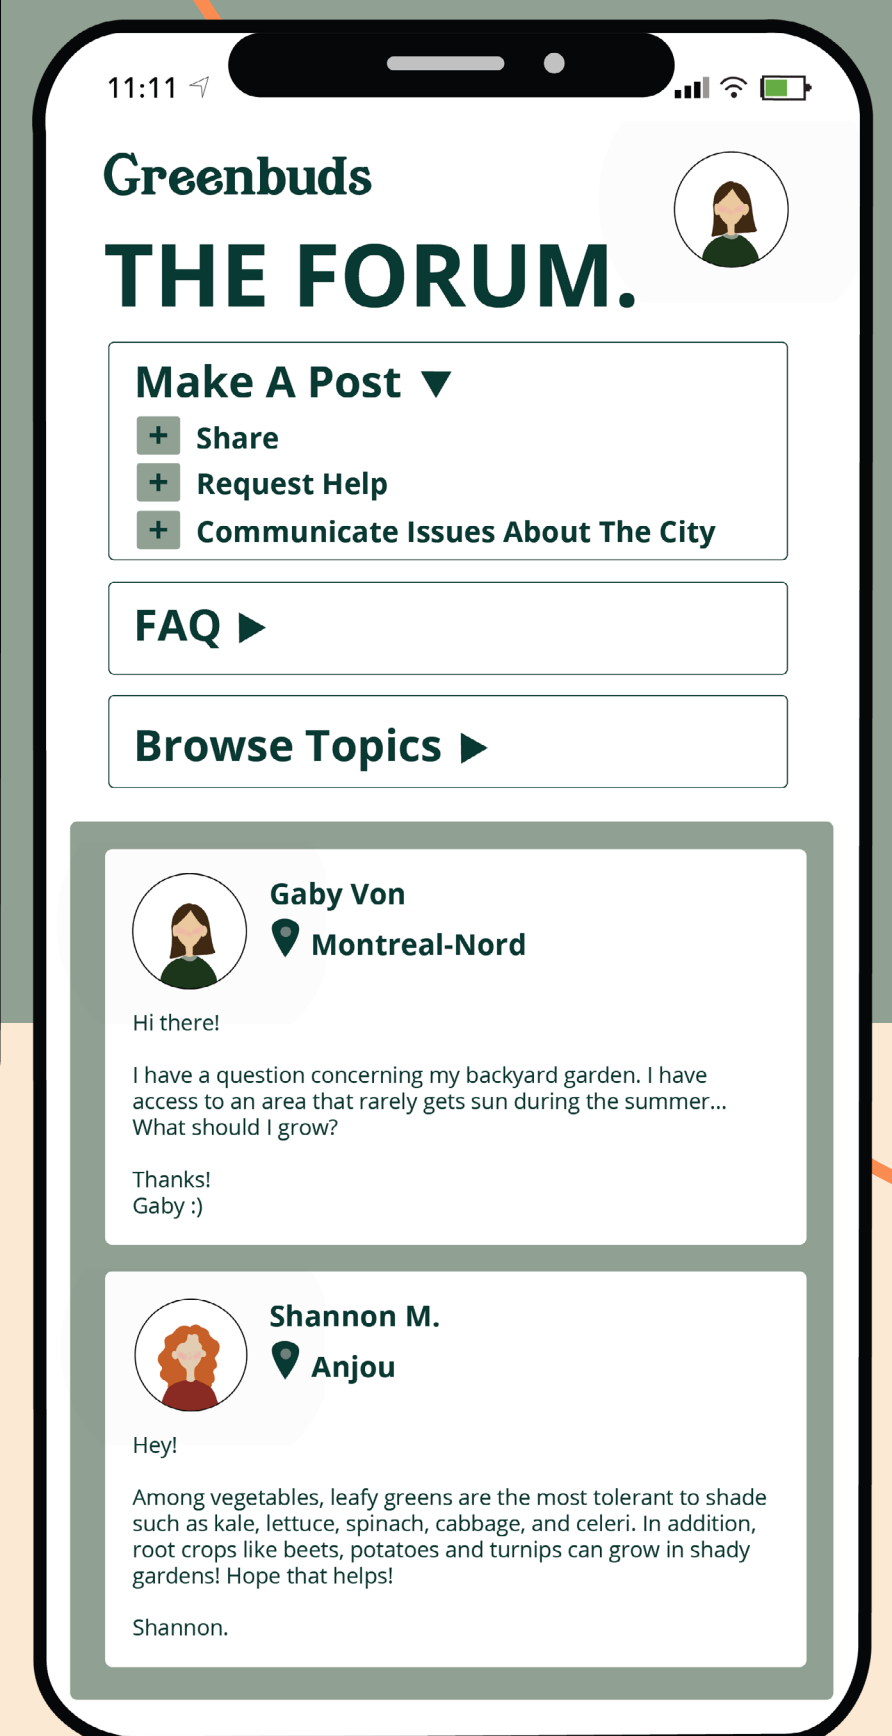 11:11
Greenbuds
THE FORUM.
Make A Post ▼
+ Share
+ Request Help
+ Communicate Issues About The City
FAQ ▶
Browse Topics ▶
Gaby Von
Montreal-Nord
Hi there!
I have a question concerning my backyard garden. I have
access to an area that rarely gets sun during the summer...
What should I grow?
Thanks!
Gaby :)
Shannon M.
Anjou
Hey!
Among vegetables, leafy greens are the most tolerant to shade
such as kale, lettuce, spinach, cabbage, and celeri. In addition,
root crops like beets, potatoes and turnips can grow in shady
gardens! Hope that helps!
Shannon.